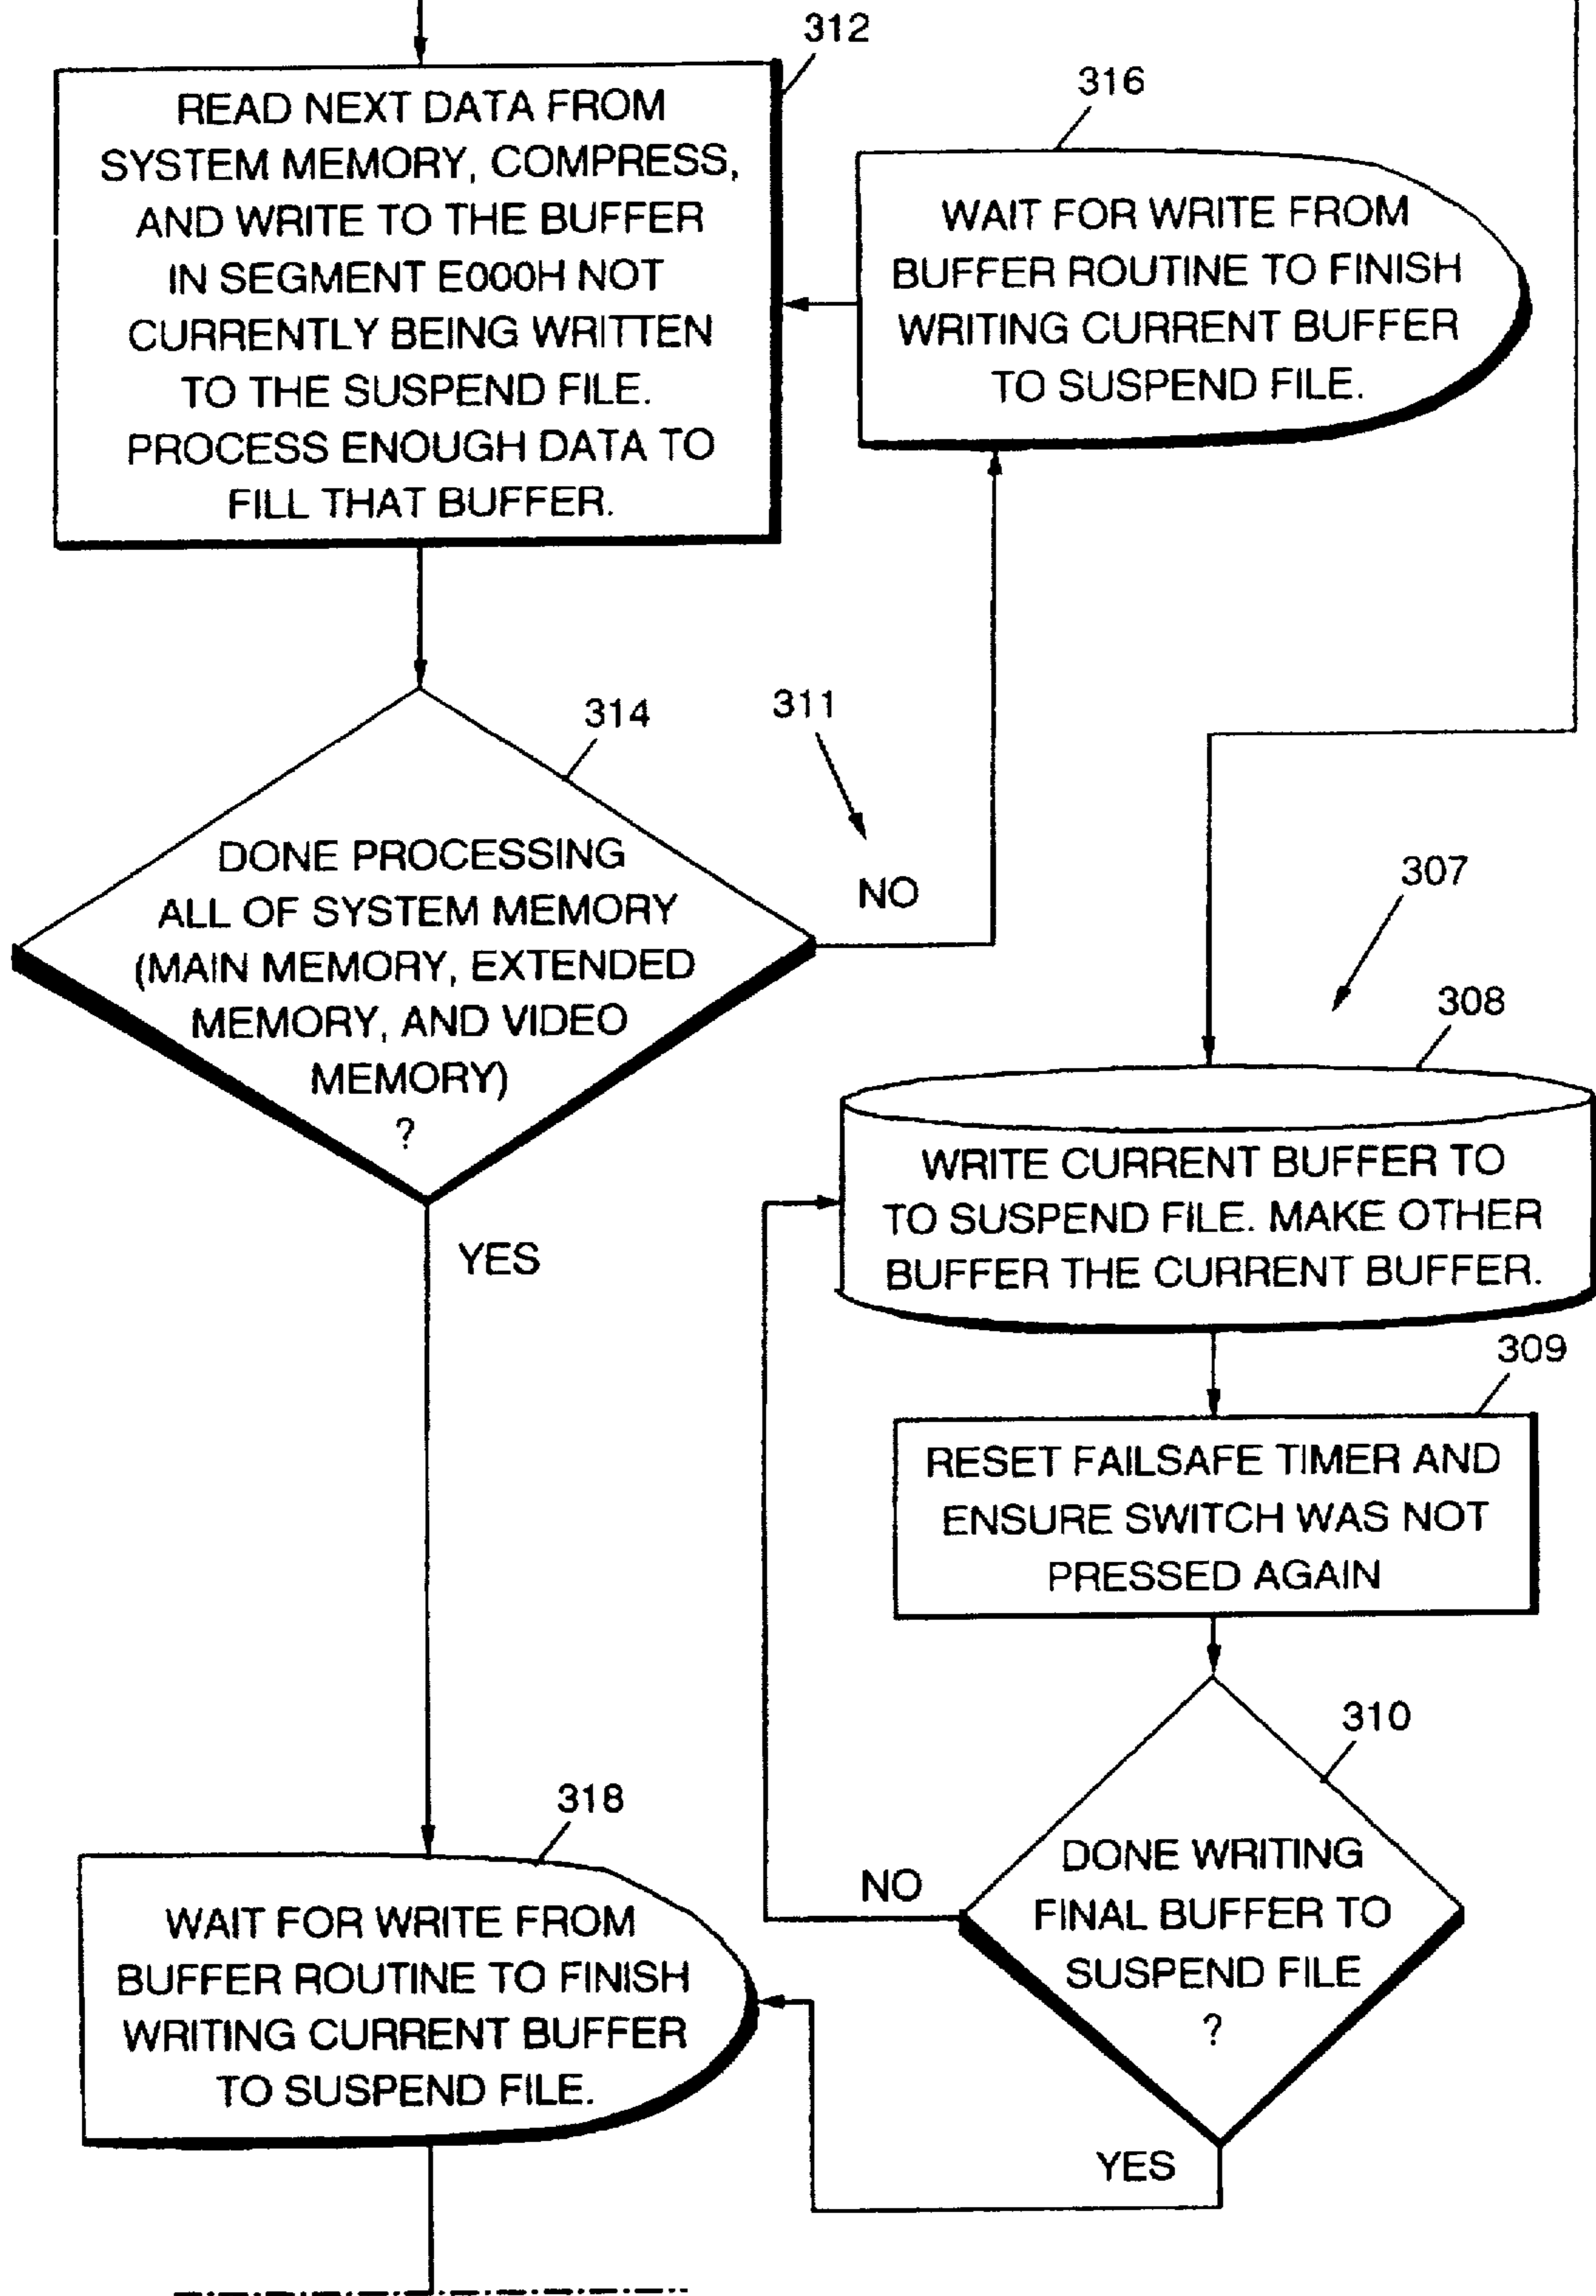 312
READ NEXT DATA FROM
SYSTEM MEMORY, COMPRESS,
AND WRITE TO THE BUFFER
IN SEGMENT E000H NOT
CURRENTLY BEING WRITTEN
TO THE SUSPEND FILE.
PROCESS ENOUGH DATA TO
FILL THAT BUFFER.
316
WAIT FOR WRITE FROM
BUFFER ROUTINE TO FINISH
WRITING CURRENT BUFFER
TO SUSPEND FILE.
314
DONE PROCESSING
ALL OF SYSTEM MEMORY
(MAIN MEMORY, EXTENDED
MEMORY, AND VIDEO
MEMORY)
?
311
NO
YES
307
308
WRITE CURRENT BUFFER TO
TO SUSPEND FILE. MAKE OTHER
BUFFER THE CURRENT BUFFER.
309
RESET FAILSAFE TIMER AND
ENSURE SWITCH WAS NOT
PRESSED AGAIN
310
DONE WRITING
FINAL BUFFER TO
SUSPEND FILE
?
NO
YES
318
WAIT FOR WRITE FROM
BUFFER ROUTINE TO FINISH
WRITING CURRENT BUFFER
TO SUSPEND FILE.